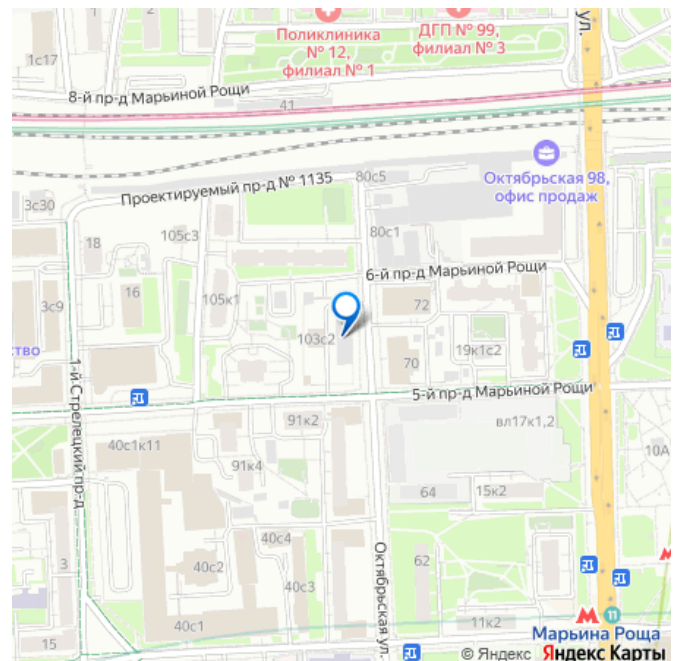 Поликлиника
№ 12,
филиал № 1
ДГП № 99,
филиал № 3
ул.
1с17
8-й пр-д Марьиной Рощи
41
Проектируемый пр-д № 1135
80с5
Октябрьская 98,
офис продаж
3с30
105с3
80с1
18
6-й пр-д Марьиной Рощи
16
105к1
3с9
72
103с2
19к1с2
ство
70
1-й Стрелецкий пр-д
5-й пр-д Марьиной Рощи
91к2
вл17к1,2
40с1к11
91к4
10А
64
15к2
40с4
Октябрьская ул.
62
3
40с2
40с3
11к2
11
40с1
15
Марьина Роща
© Яндекс Яндекс Карты